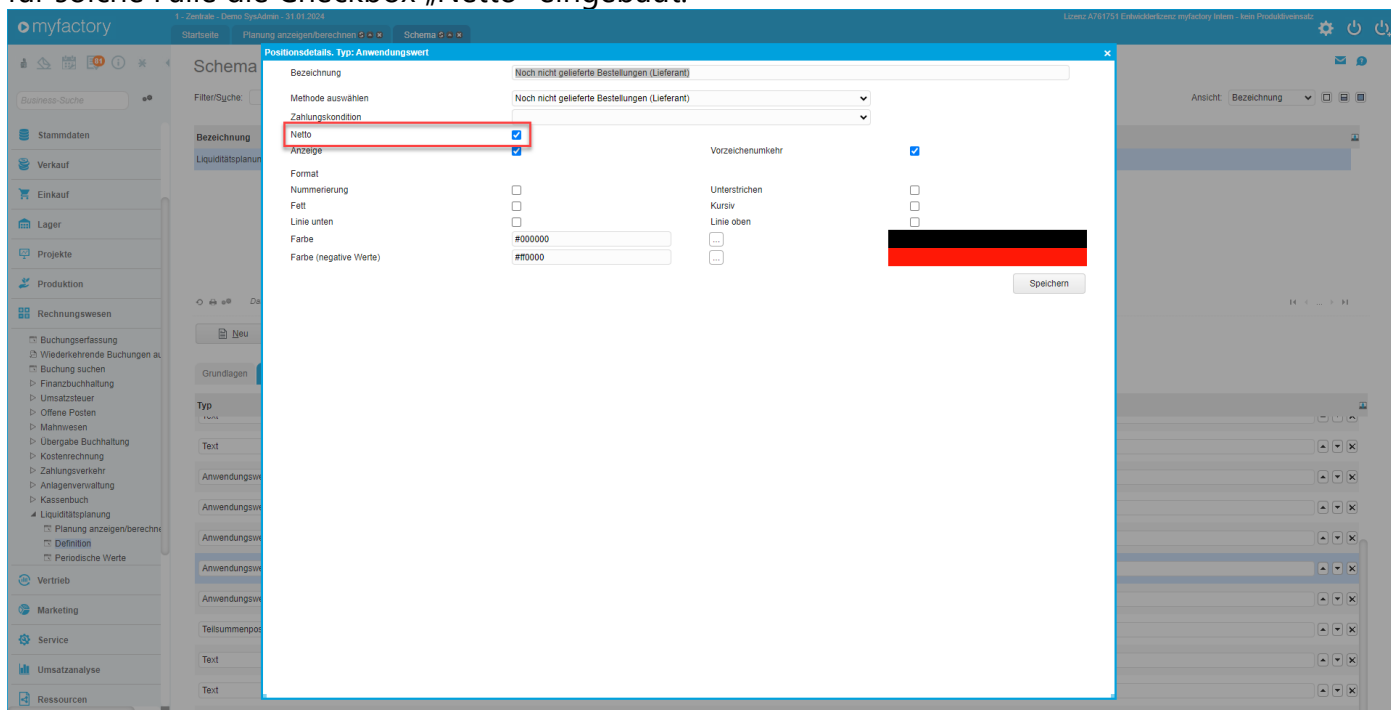 für solche Fälle die Checkbox „Netto“ eingebaut.
myfactory
1 - Zentrale - Demo SysAdmin - 31.01.2024
Lizenz A761751 Entwicklerlizenz myfactory Intern - kein Produktiveinsatz
Startseite
Planung anzeigen/berechnen
Schema
Positionsdetails. Typ: Anwendungswert
Bezeichnung
Noch nicht gelieferte Bestellungen (Lieferant)
Methode auswählen
Noch nicht gelieferte Bestellungen (Lieferant)
Zahlungskondition
Netto
Anzeige
Vorzeichenumkehr
Format
Nummerierung
Unterstrichen
Fett
Kursiv
Linie unten
Linie oben
Farbe
#000000
...
Farbe (negative Werte)
#ff0000
...
Speichern
Schema
Business-Suche
Filter/Suche:
Ansicht:
Bezeichnung
Stammdaten
Verkauf
Einkauf
Lager
Projekte
Produktion
Rechnungswesen
Buchungserfassung
Wiederkehrende Buchungen au
Buchung suchen
Finanzbuchhaltung
Umsatzsteuer
Offene Posten
Mahnwesen
Übergabe Buchhaltung
Kostenrechnung
Zahlungsverkehr
Anlagenverwaltung
Kassenbuch
Liquiditätsplanung
Planung anzeigen/berechne
Definition
Periodische Werte
Vertrieb
Marketing
Service
Umsatzanalyse
Ressourcen
Bezeichnung
Liquiditätsplanun
Da
Neu
Grundlagen
Typ
Text
Text
Anwendungswe
Anwendungswe
Anwendungswe
Anwendungswe
Anwendungswe
Teilsummenpos
Text
Text